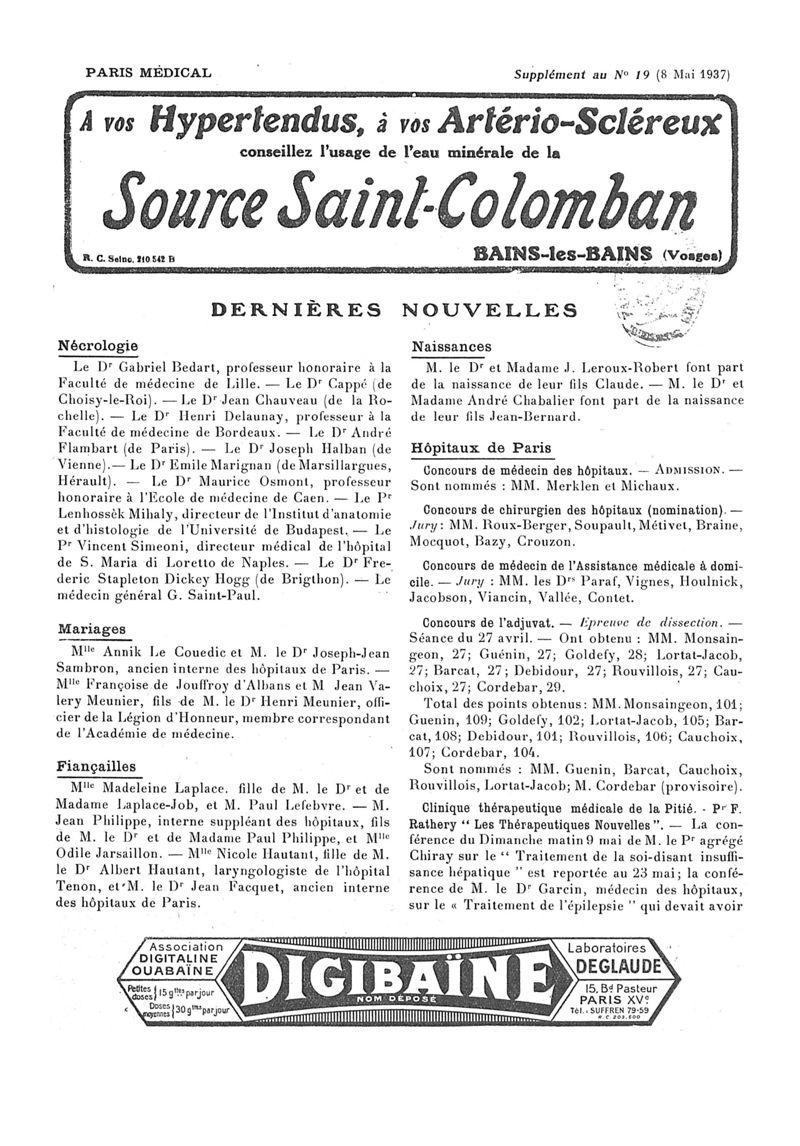 PARIS MÉDICAL
Supplément au N° 19 (8 Mai 1937)
A vos Hypertendus, à vos Artério-Scléreux
conseillez l'usage de l'eau minérale de la
Source Saint-Colomban
R. C. Seine. 210.542 B
BAINS-les-BAINS (Vosges)
DERNIÈRES NOUVELLES
Nécrologie
Le Dr Gabriel Bedart, professeur honoraire à la
Faculté de médecine de Lille. — Le Dr Cappé (de
Choisy-le-Roi). — Le Dr Jean Chauveau (de la Ro-
chelle). — Le Dr Henri Delaunay, professeur à la
Faculté de médecine de Bordeaux. — Le Dr André
Flambart (de Paris). — Le Dr Joseph Halban (de
Vienne). — Le Dr Emile Marignan (de Marsillargues,
Hérault). — Le Dr Maurice Osmont, professeur
honoraire à l'Ecole de médecine de Caen. — Le Pr
Lenhossèk Mihaly, directeur de l'Institut d'anatomie
et d'histologie de l'Université de Budapest. — Le
Pr Vincent Simeoni, directeur médical de l'hôpital
de S. Maria di Loretto de Naples. — Le Dr Fre-
deric Stapleton Dickey Hogg (de Brigthon). — Le
médecin général G. Saint-Paul.
Mariages
Mlle Annik Le Couedic et M. le Dr Joseph-Jean
Sambron, ancien interne des hôpitaux de Paris. —
Mlle Françoise de Jouffroy d'Albans et M Jean Va-
lery Meunier, fils de M. le Dr Henri Meunier, offi-
cier de la Légion d'Honneur, membre correspondant
de l'Académie de médecine.
Fiançailles
Mlle Madeleine Laplace. fille de M. le Dr et de
Madame Laplace-Job, et M. Paul Lefebvre. — M.
Jean Philippe, interne suppléant des hôpitaux, fils
de M. le Dr et de Madame Paul Philippe, et Mlle
Odile Jarsaillon. — Mlle Nicole Hautant, fille de M.
le Dr Albert Hautant, laryngologiste de l'hôpital
Tenon, et M. le Dr Jean Facquet, ancien interne
des hôpitaux de Paris.
Naissances
M. le Dr et Madame J. Leroux-Robert font part
de la naissance de leur fils Claude. — M. le Dr et
Madame André Chabalier font part de la naissance
de leur fils Jean-Bernard.
Hôpitaux de Paris
Concours de médecin des hôpitaux. — ADMISSION. —
Sont nommés : MM. Merklen et Michaux.
Concours de chirurgien des hôpitaux (nomination). —
Jury : MM. Roux-Berger, Soupault, Métivet, Braine,
Mocquot, Bazy, Crouzon.
Concours de médecin de l'Assistance médicale à domi-
cile. — Jury : MM. les Drs Paraf, Vignes, Houlnick,
Jacobson, Viancin, Vallée, Contet.
Concours de l'adjuvat. — Epreuve de dissection. —
Séance du 27 avril. — Ont obtenu : MM. Monsain-
geon, 27; Guénin, 27; Goldefy, 28; Lortat-Jacob,
27; Barcat, 27; Debidour, 27; Rouvillois, 27; Cau-
choix, 27; Cordebar, 29.
Total des points obtenus : MM. Monsaingeon, 101;
Guenin, 109; Goldefy, 102; Lortat-Jacob, 105; Bar-
cat, 108; Debidour, 101; Rouvillois, 106; Cauchoix,
107; Cordebar, 104.
Sont nommés : MM. Guenin, Barcat, Cauchoix,
Rouvillois, Lortat-Jacob; M. Cordebar (provisoire).
Clinique thérapeutique médicale de la Pitié. - Pr F.
Rathery " Les Thérapeutiques Nouvelles ". — La con-
férence du Dimanche matin 9 mai de M. le Pr agrégé
Chiray sur le " Traitement de la soi-disant insuffi-
sance hépatique " est reportée au 23 mai; la confé-
rence de M. le Dr Garcin, médecin des hôpitaux,
sur le « Traitement de l'épilepsie " qui devait avoir
Association
DIGITALINE
OUABAÏNE
Petites doses } 15 gttes par jour
Doses moyennes } 30 gttes par jour
DIGIBAÏNE
NOM DÉPOSÉ
Laboratoires
DEGLAUDE
15, Bd Pasteur
PARIS XVe
Tél. : SUFFREN 79-59
R. C. 203.600